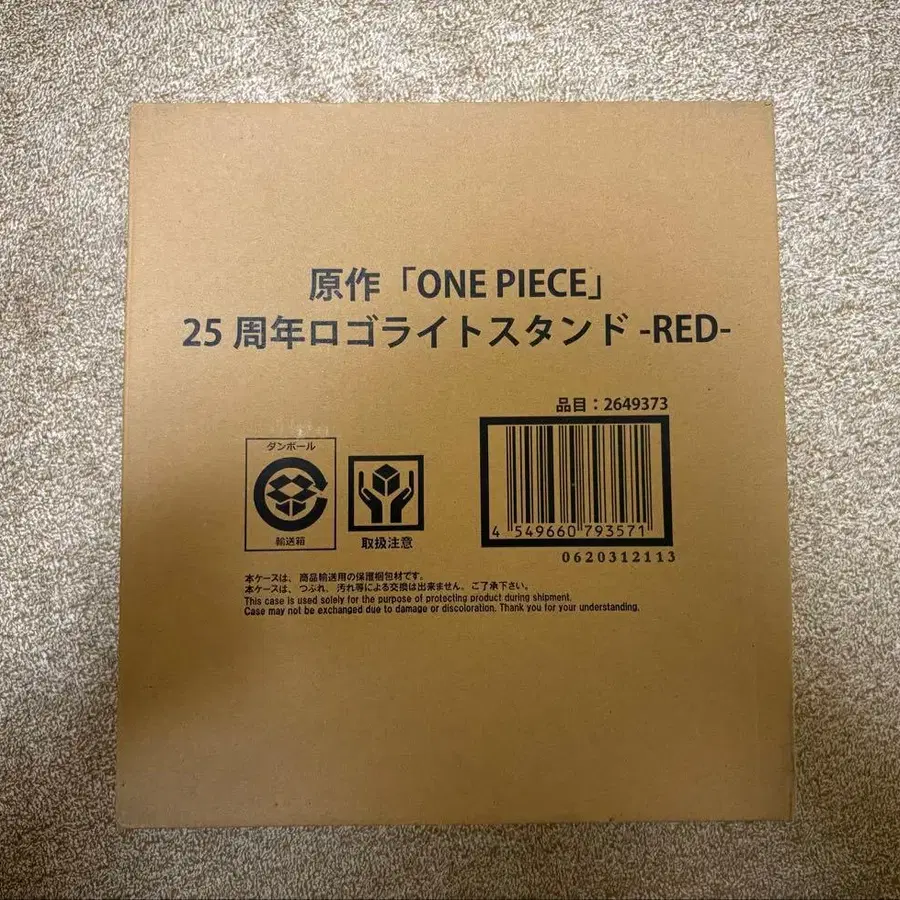 原作「ONE PIECE」
25 周年ロゴライトスタンド -RED-
品目：2649373
ダンボール
輸送箱
取扱注意
4 549660 793571
0620312113
本ケースは、商品輸送用の保護梱包材です。
本ケースは、つぶれ、汚れ等による交換は出来ません。ご了承下さい。
This case is used solely for the purpose of protecting product during shipment.
Case may not be exchanged due to damage or discoloration. Thank you for your understanding.